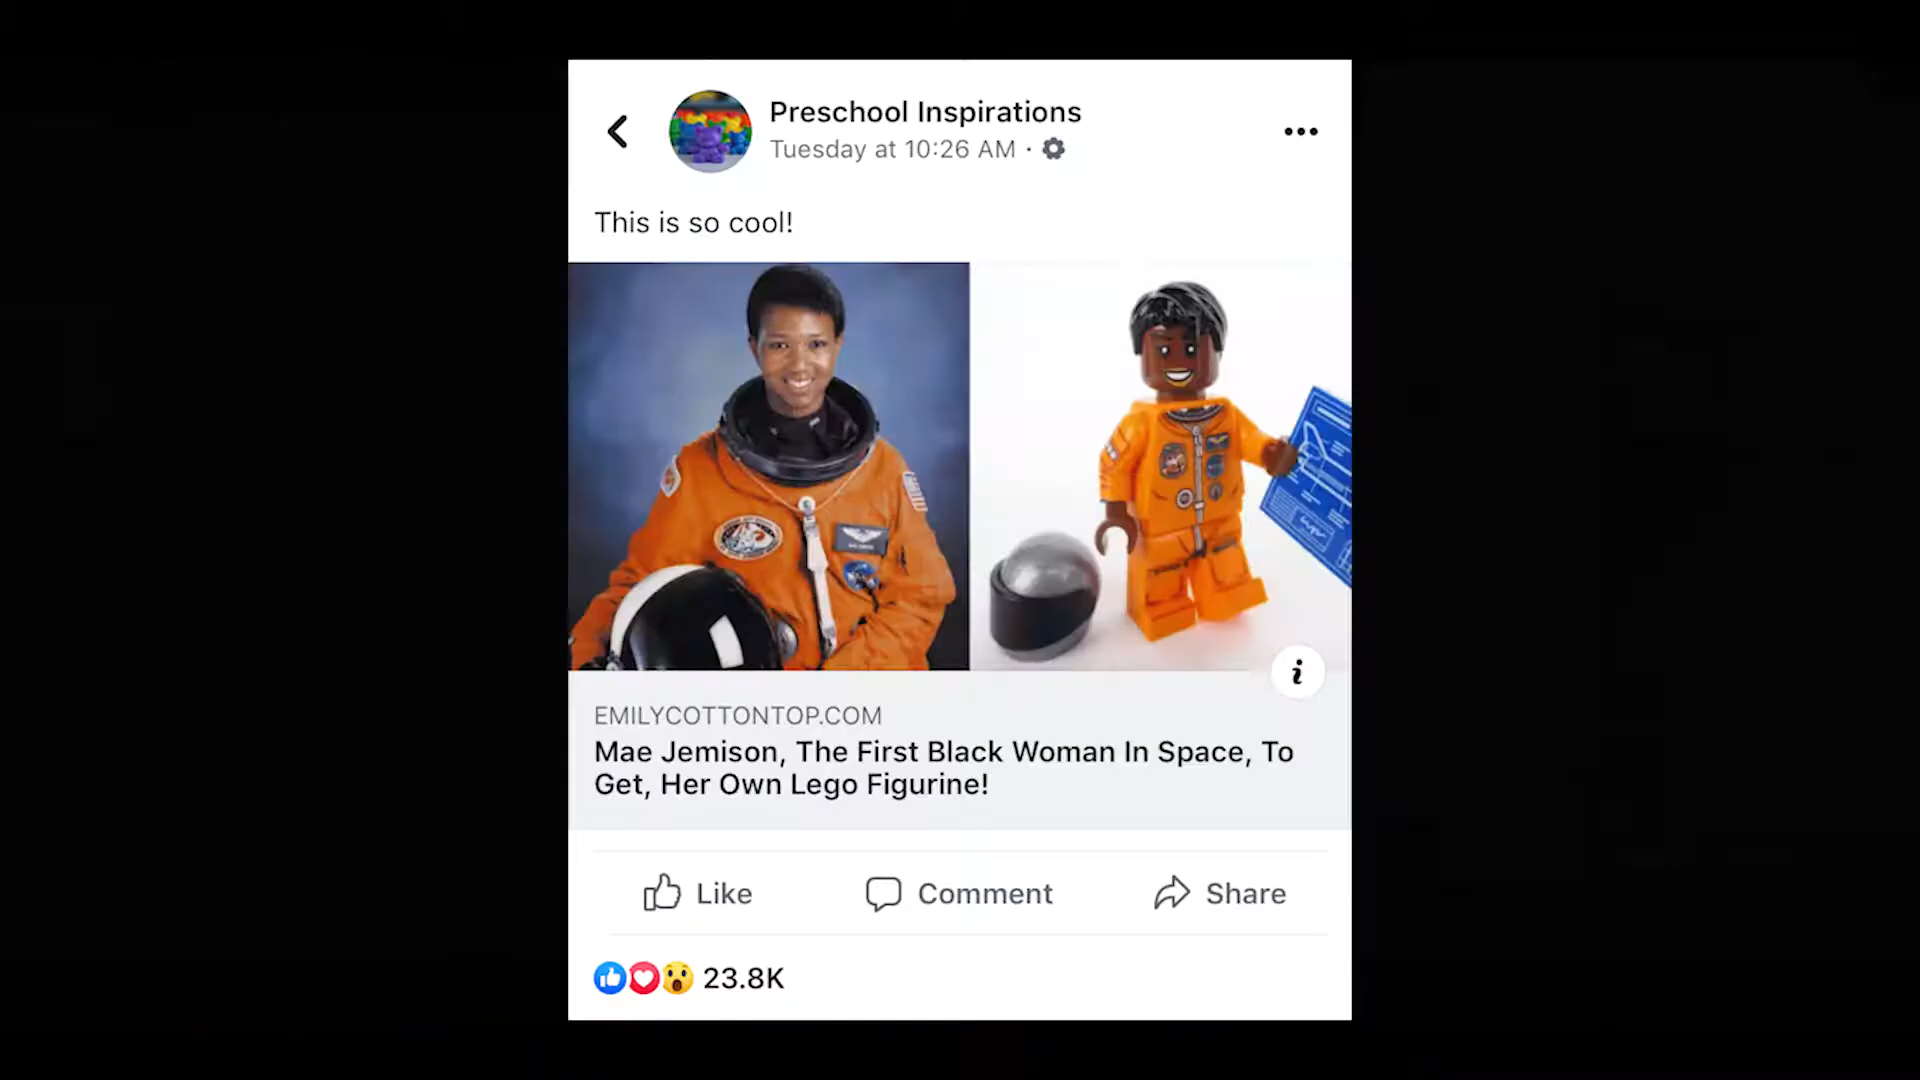 Preschool Inspirations
Tuesday at 10:26 AM ·
This is so cool!
EMILYCOTTONTOP.COM
Mae Jemison, The First Black Woman In Space, To
Get, Her Own Lego Figurine!
Like
Comment
Share
23.8K